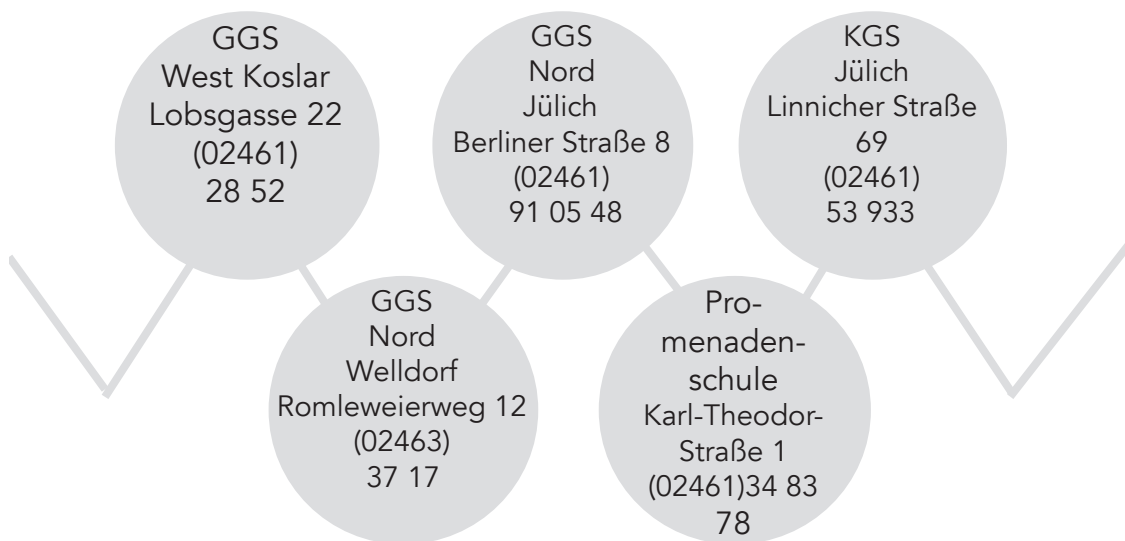 GGS
West Koslar
Lobsgasse 22
(02461)
28 52
GGS
Nord
Jülich
Berliner Straße 8
(02461)
91 05 48
KGS
Jülich
Linnicher Straße
69
(02461)
53 933
GGS
Nord
Welldorf
Romleweierweg 12
(02463)
37 17
Pro-
menaden-
schule
Karl-Theodor-
Straße 1
(02461)34 83
78